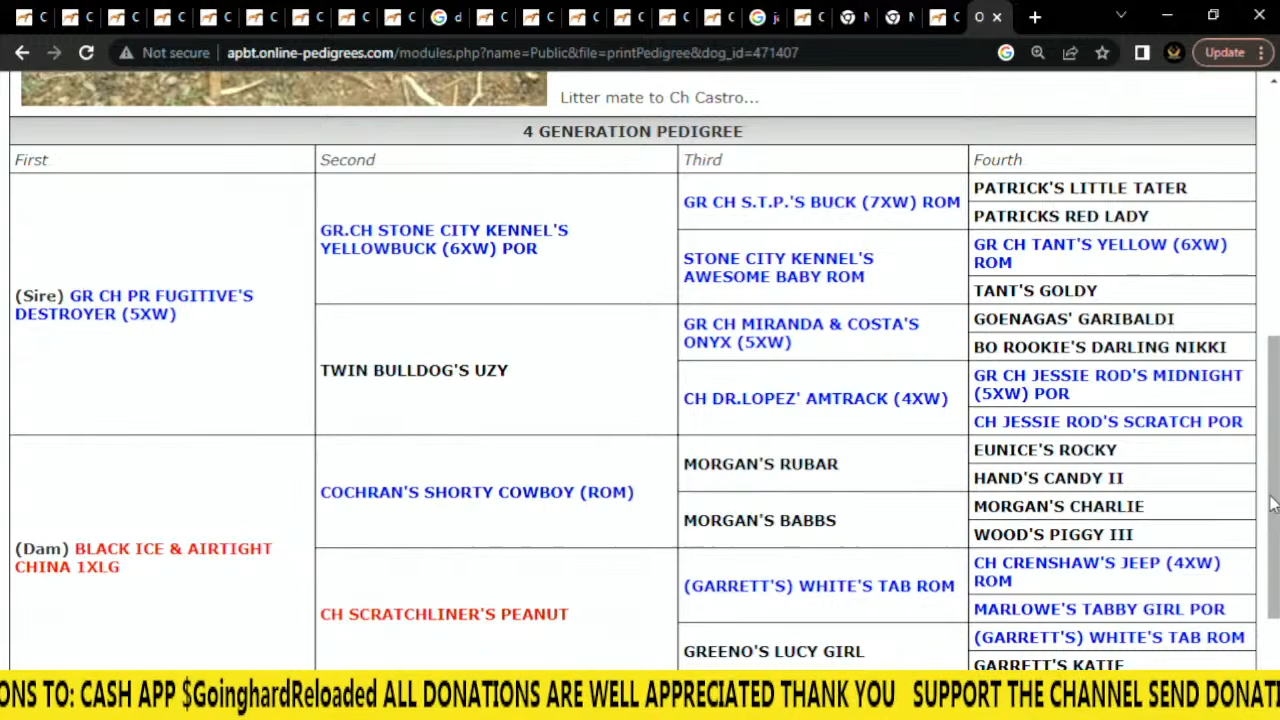 Not secure
apbt.online-pedigrees.com/modules.php?name=Public&file=printPedigree&dog_id=471407
Update
Litter mate to Ch Castro...
4 GENERATION PEDIGREE
First
Second
Third
Fourth
(Sire) GR CH PR FUGITIVE'S
DESTROYER (5XW)
GR.CH STONE CITY KENNEL'S
YELLOWBUCK (6XW) POR
GR CH S.T.P.'S BUCK (7XW) ROM
PATRICK'S LITTLE TATER
PATRICKS RED LADY
STONE CITY KENNEL'S
AWESOME BABY ROM
GR CH TANT'S YELLOW (6XW)
ROM
TANT'S GOLDY
TWIN BULLDOG'S UZY
GR CH MIRANDA & COSTA'S
ONYX (5XW)
GOENAGAS' GARIBALDI
BO ROOKIE'S DARLING NIKKI
CH DR.LOPEZ' AMTRACK (4XW)
GR CH JESSIE ROD'S MIDNIGHT
(5XW) POR
CH JESSIE ROD'S SCRATCH POR
(Dam) BLACK ICE & AIRTIGHT
CHINA 1XLG
COCHRAN'S SHORTY COWBOY (ROM)
MORGAN'S RUBAR
EUNICE'S ROCKY
HAND'S CANDY II
MORGAN'S BABBS
MORGAN'S CHARLIE
WOOD'S PIGGY III
CH SCRATCHLINER'S PEANUT
(GARRETT'S) WHITE'S TAB ROM
CH CRENSHAW'S JEEP (4XW)
ROM
MARLOWE'S TABBY GIRL POR
GREENO'S LUCY GIRL
(GARRETT'S) WHITE'S TAB ROM
GARRETT'S KATIE
ONS TO: CASH APP $GoinghardReloaded ALL DONATIONS ARE WELL APPRECIATED THANK YOU SUPPORT THE CHANNEL SEND DONAT